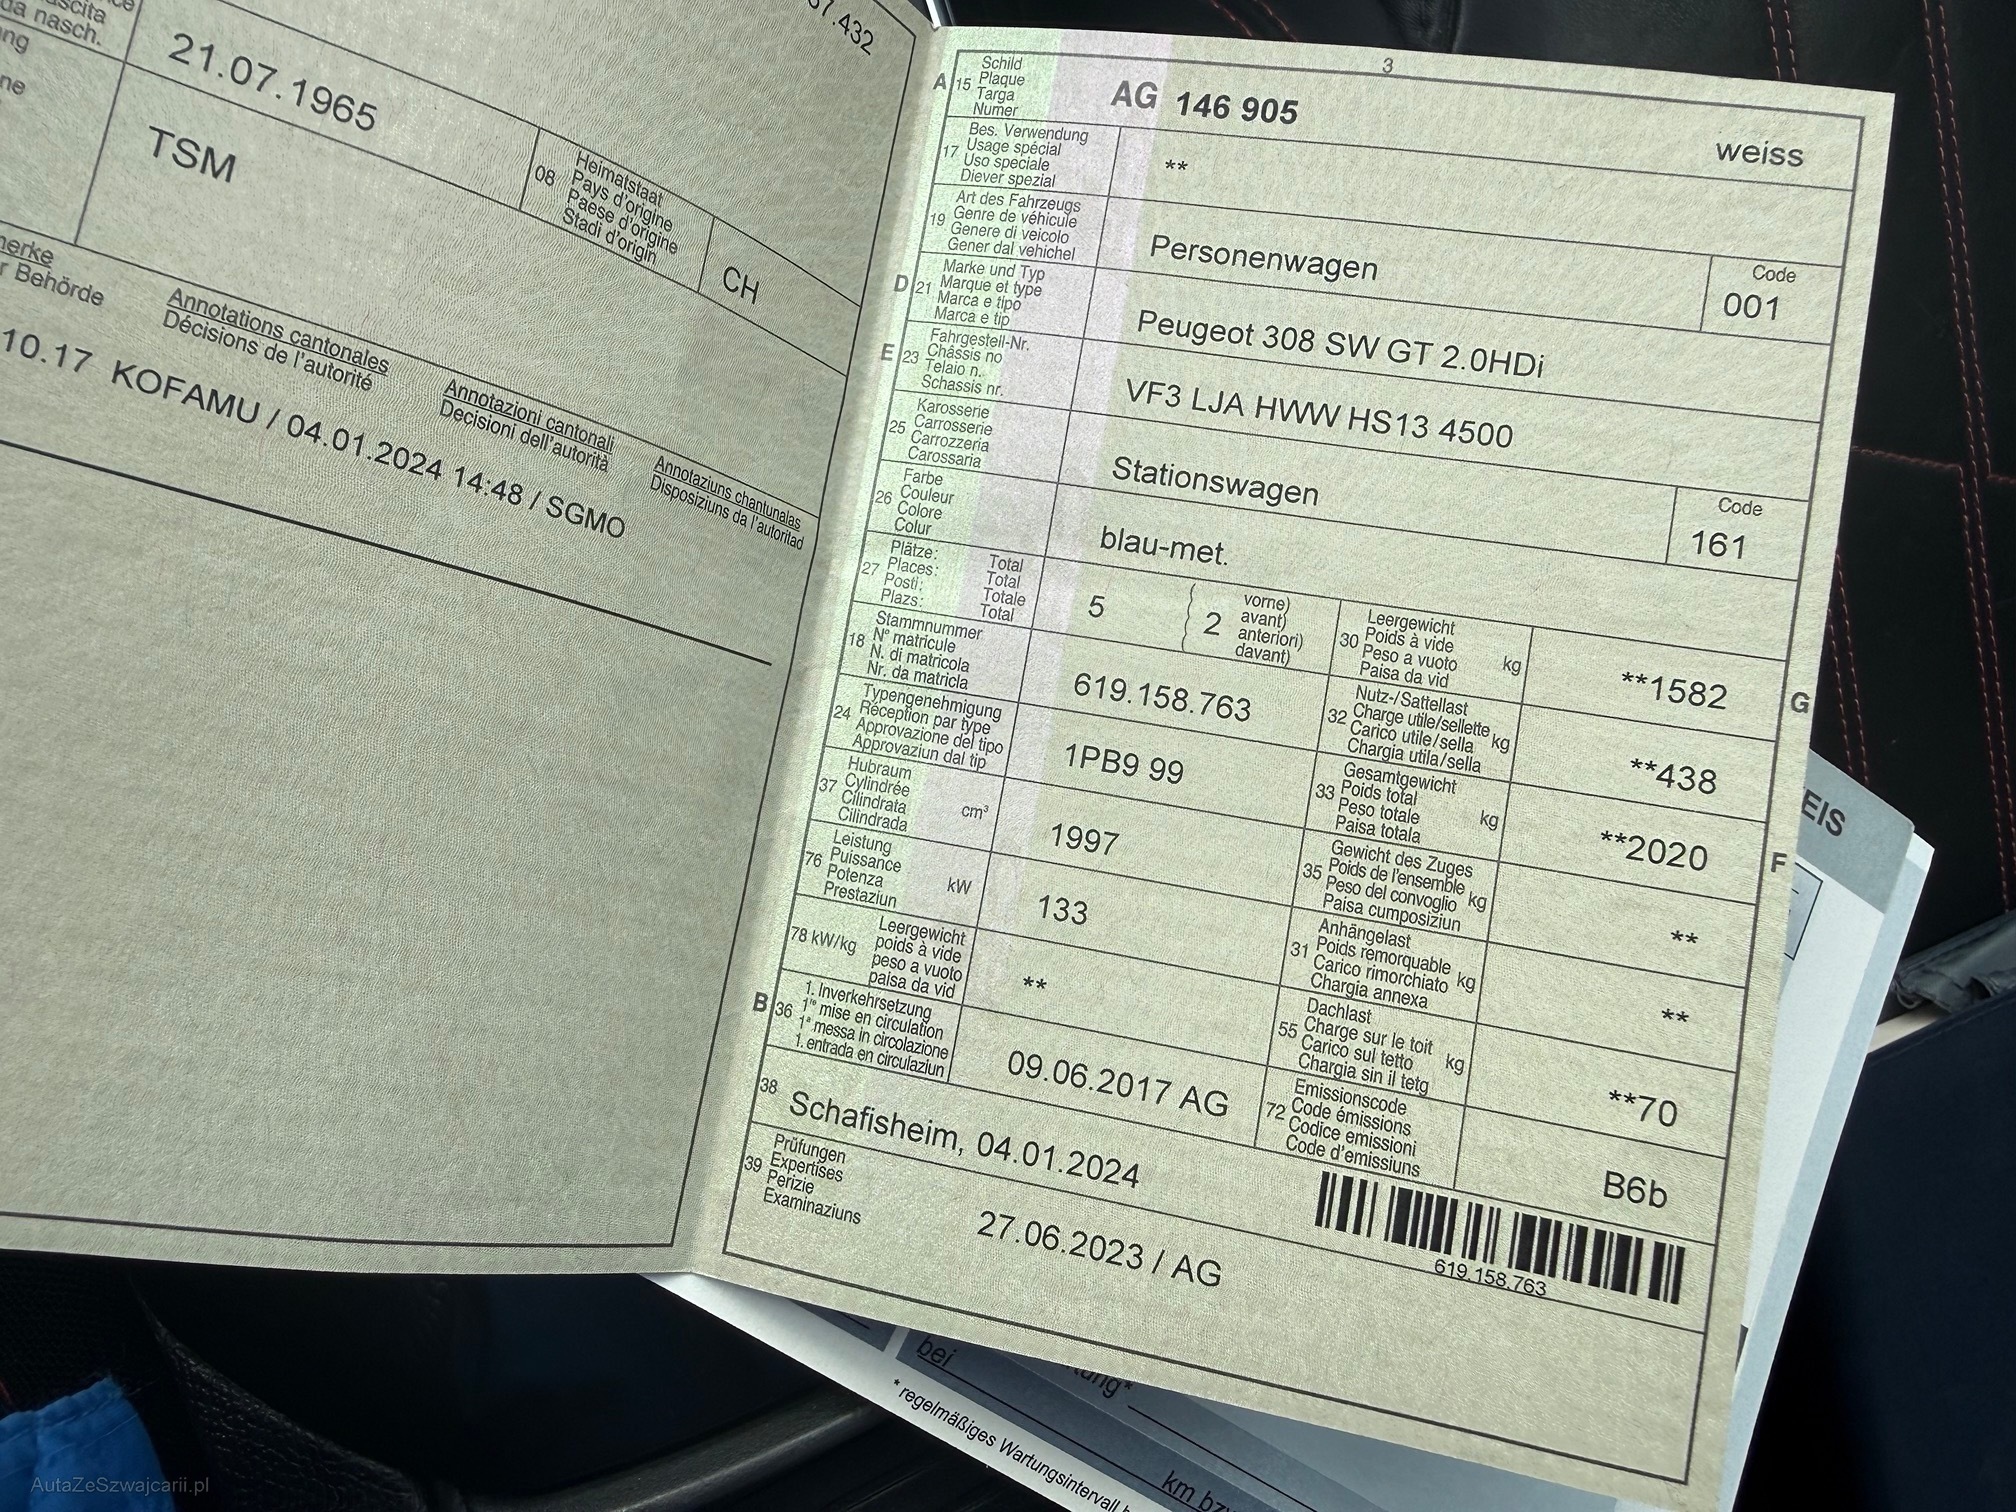 ascita
da nasch.
21.07.1965
37.432
TSM
08
Heimatstaat
Pays d'origine
Paese d'origine
Stadi d'origin
CH
Behörde
Annotations cantonales
Décisions de l'autorité
Annotazioni cantonali
Decisioni dell'autorità
Annotaziuns chantunalas
Disposiziuns da l'autoritad
10.17 KOFAMU / 04.01.2024 14:48 / SGMO
3
A 15
Schild
Plaque
Targa
Numer
AG 146 905
weiss
17
Bes. Verwendung
Usage spécial
Uso speciale
Diever spezial
**
19
Art des Fahrzeugs
Genre de véhicule
Genere di veicolo
Gener dal vehichel
Personenwagen
Code
001
D 21
Marke und Typ
Marque et type
Marca e tipo
Marca e tip
Peugeot 308 SW GT 2.0HDi
E 23
Fahrgestell-Nr.
Châssis no
Telaio n.
Schassis nr.
VF3 LJA HWW HS13 4500
25
Karosserie
Carrosserie
Carrozzeria
Carossaria
Stationswagen
Code
161
26
Farbe
Couleur
Colore
Colur
blau-met.
27
Plätze: Total
Places: Total
Posti: Totale
Plazs: Total
5
2
vorne)
avant)
anteriori)
davant)
30
Leergewicht
Poids à vide
Peso a vuoto kg
Paisa da vid
**1582
G
18
Stammnummer
N° matricule
N. di matricola
Nr. da matricla
619.158.763
32
Nutz-/Sattellast
Charge utile/sellette kg
Carico utile/sella
Chargia utila/sella
**438
24
Typengenehmigung
Réception par type
Approvazione del tipo
Approvaziun dal tip
1PB9 99
33
Gesamtgewicht
Poids total
Peso totale kg
Paisa totala
**2020
F
37
Hubraum
Cylindrée
Cilindrata cm³
Cilindrada
1997
35
Gewicht des Zuges
Poids de l'ensemble kg
Peso del convoglio
Paisa cumposiziun
**
76
Leistung
Puissance
Potenza kW
Prestaziun
133
31
Anhängelast
Poids remorquable kg
Carico rimorchiato
Chargia annexa
**
78 kW/kg
Leergewicht
poids à vide
peso a vuoto
paisa da vid
**
55
Dachlast
Charge sur le toit kg
Carico sul tetto
Chargia sin il tetg
**70
B 36
1. Inverkehrsetzung
1re mise en circulation
1a messa in circolazione
1. entrada en circulaziun
09.06.2017 AG
72
Emissionscode
Code émissions
Codice emissioni
Code d'emissiuns
B6b
38
Schafisheim, 04.01.2024
39
Prüfungen
Expertises
Perizie
Examinaziuns
27.06.2023 / AG
619.158.763
EIS
bei
* regelmäßiges Wartungsintervall
km
AutaZeSzwajcarii.pl